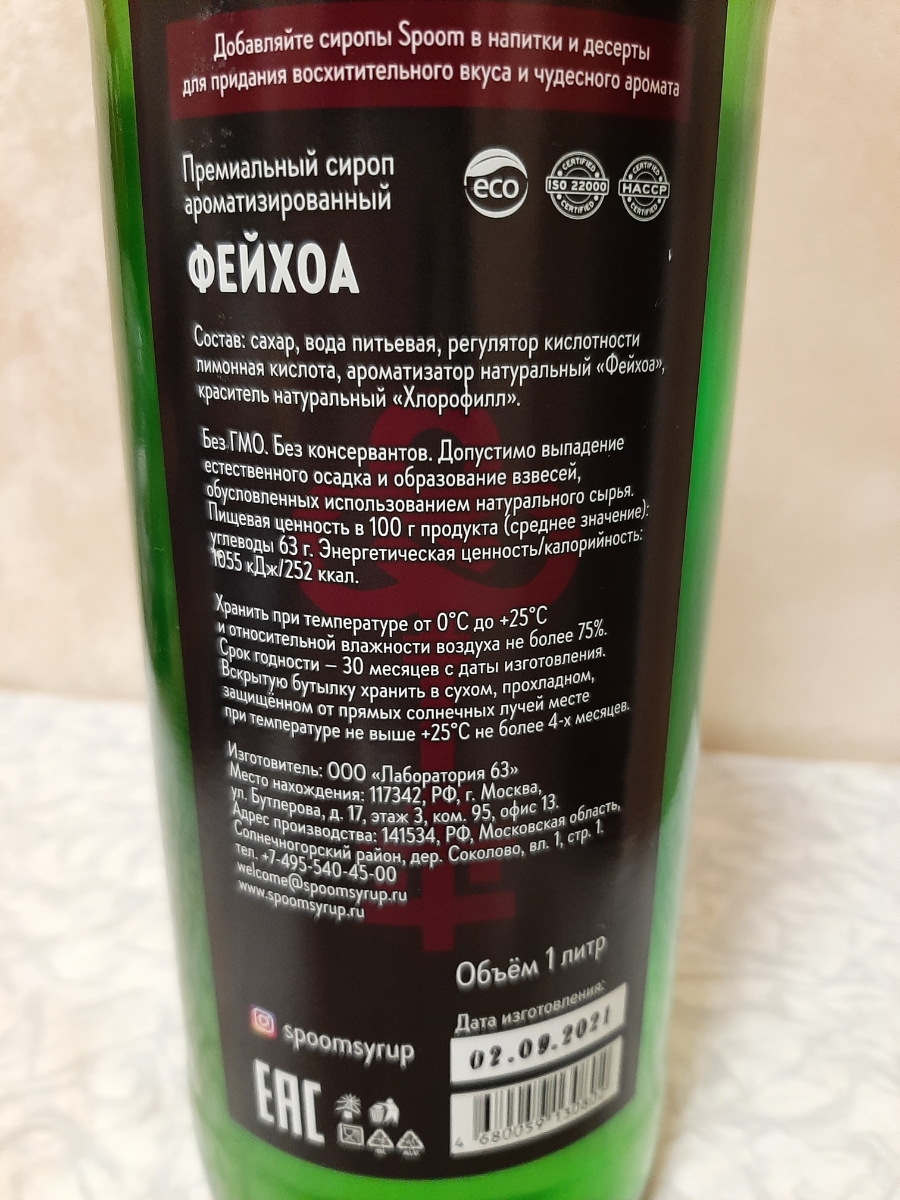 Добавляйте сиропы Spoom в напитки и десерты
для придания восхитительного вкуса и чудесного аромата
Премиальный сироп
ароматизированный
ФЕЙХОА
eco
CERTIFIED
ISO 22000
CERTIFIED
CERTIFIED
HACCP
CERTIFIED
Состав: сахар, вода питьевая, регулятор кислотности
лимонная кислота, ароматизатор натуральный «Фейхоа»,
краситель натуральный «Хлорофилл».
Без ГМО. Без консервантов. Допустимо выпадение
естественного осадка и образование взвесей,
обусловленных использованием натурального сырья.
Пищевая ценность в 100 г продукта (среднее значение):
углеводы 63 г. Энергетическая ценность/калорийность:
1055 кДж/252 ккал.
Хранить при температуре от 0°C до +25°C
и относительной влажности воздуха не более 75%.
Срок годности – 30 месяцев с даты изготовления.
Вскрытую бутылку хранить в сухом, прохладном,
защищённом от прямых солнечных лучей месте
при температуре не выше +25°C не более 4-х месяцев.
Изготовитель: ООО «Лаборатория 63»
Место нахождения: 117342, РФ, г. Москва,
ул. Бутлерова, д. 17, этаж 3, ком. 95, офис 13.
Адрес производства: 141534, РФ, Московская область,
Солнечногорский район, дер. Соколово, вл. 1, стр. 1.
тел. +7-495-540-45-00
welcome@spoomsyrup.ru
www.spoomsyrup.ru
Объём 1 литр
Дата изготовления:
02.09.2021
spoomsyrup
EAC